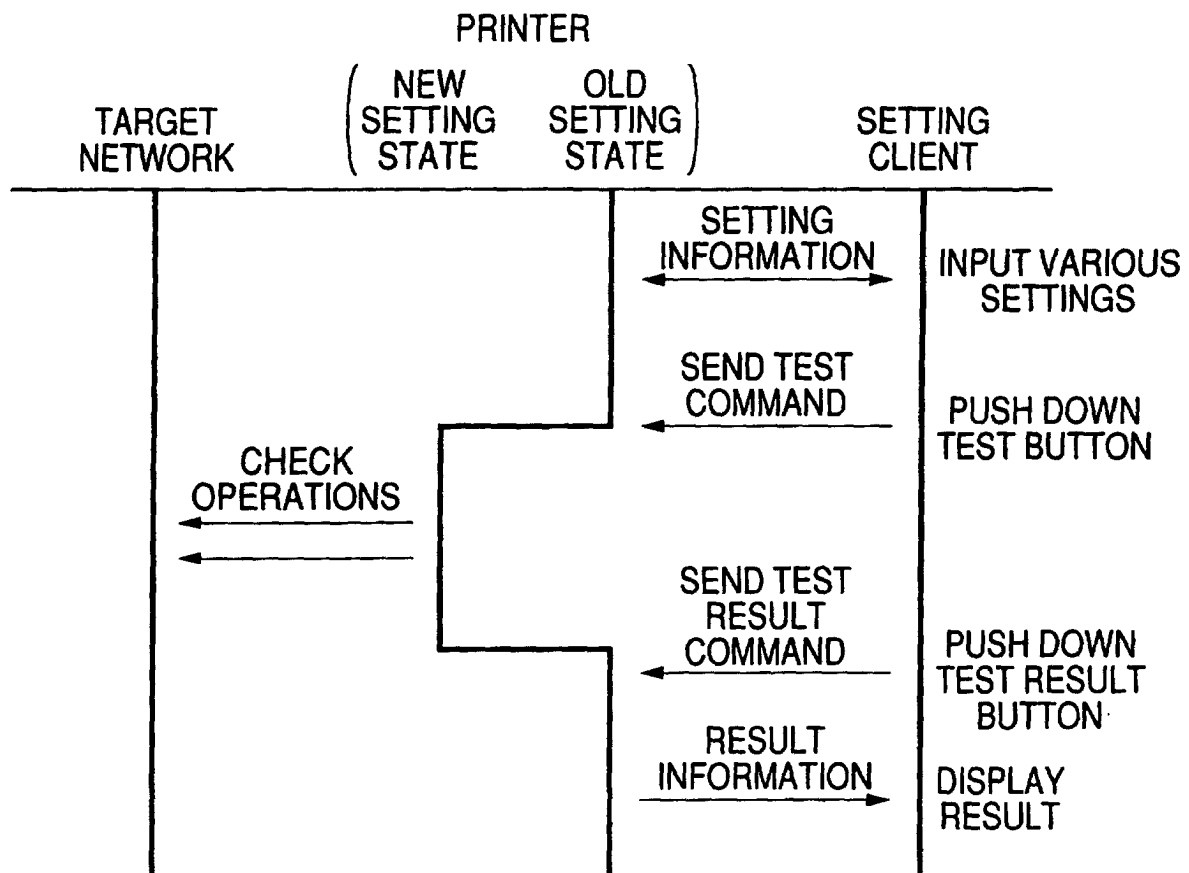 PRINTER
NEW
SETTING
STATE
OLD
SETTING
STATE
TARGET
NETWORK
SETTING
CLIENT
SETTING
INFORMATION
INPUT VARIOUS
SETTINGS
SEND TEST
COMMAND
PUSH DOWN
TEST BUTTON
CHECK
OPERATIONS
SEND TEST
RESULT
COMMAND
PUSH DOWN
TEST RESULT
BUTTON
RESULT
INFORMATION
DISPLAY
RESULT